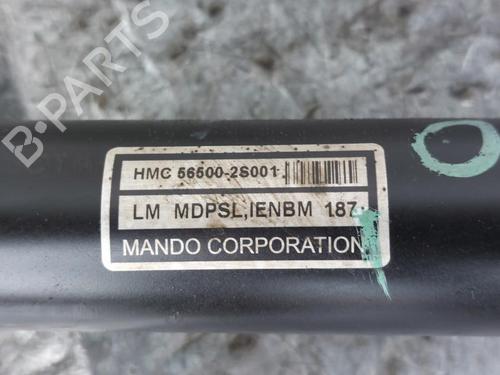 B-PARTS
HMC 56500-2S001
LM MDPSL,IENBM 187
MANDO CORPORATION
O